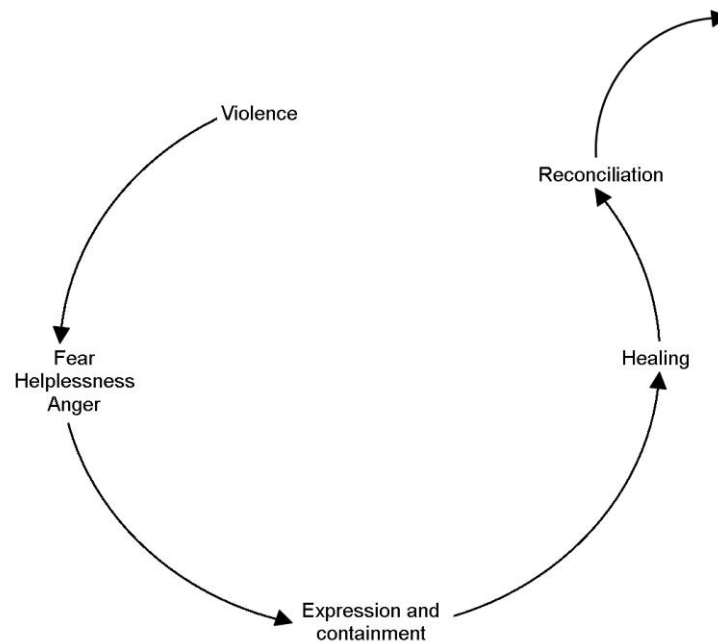 Violence
Fear
Helplessness
Anger
Expression and
containment
Healing
Reconciliation